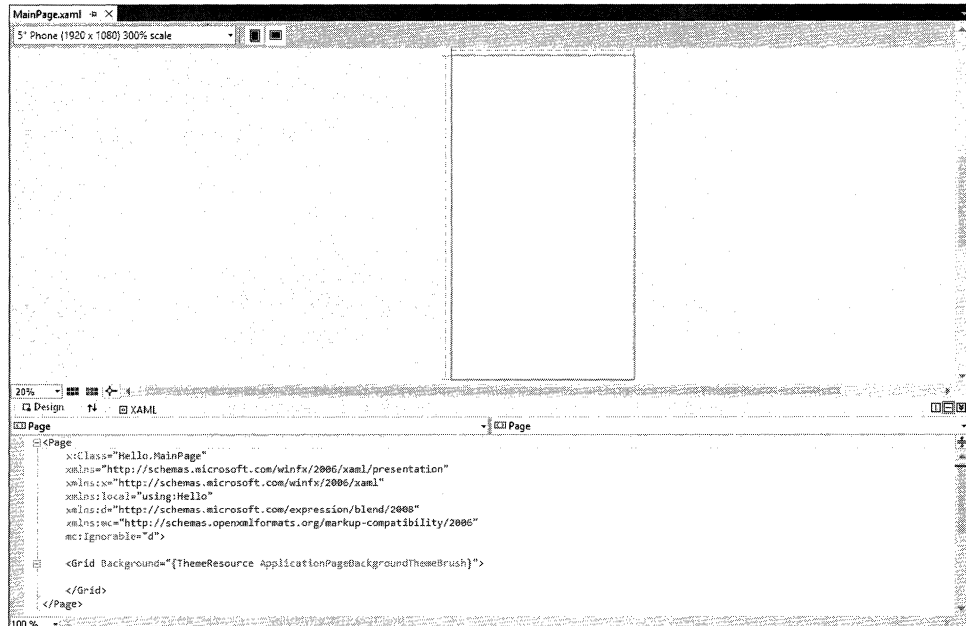 MainPage.xaml
5" Phone (1920 x 1080) 300% scale
20%
Design
XAML
Page
Page
<Page
x:Class="Hello.MainPage"
xmlns="http://schemas.microsoft.com/winfx/2006/xaml/presentation"
xmlns:x="http://schemas.microsoft.com/winfx/2006/xaml"
xmlns:local="using:Hello"
xmlns:d="http://schemas.microsoft.com/expression/blend/2008"
xmlns:mc="http://schemas.openxmlformats.org/markup-compatibility/2006"
mc:Ignorable="d">
<Grid Background="{ThemeResource ApplicationPageBackgroundThemeBrush}">
</Grid>
</Page>
100 %